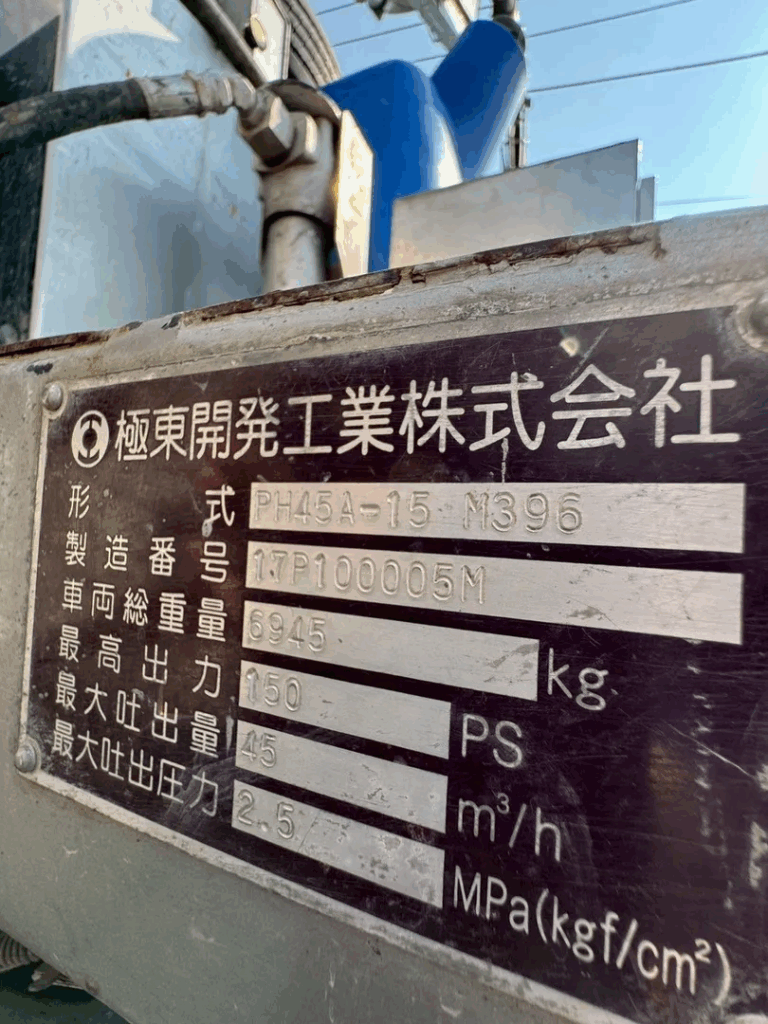 極東開発工業株式会社
形式 PH45A-15 M396
製造番号 17P100005M
車両総重量 6945 kg
最高出力 150 PS
最大吐出量 45 m³/h
最大吐出圧力 2.5 MPa(kgf/cm²)